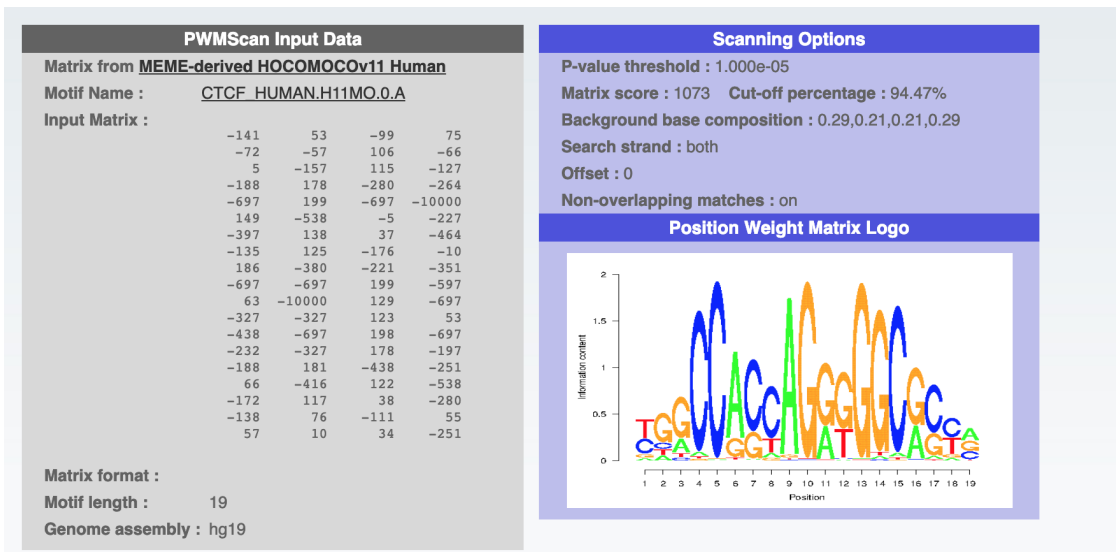 PWMScan Input Data
Matrix from MEME-derived HOCOMOCOv11 Human
Motif Name : CTCF_HUMAN.H11MO.0.A
Input Matrix :
-141 53 -99 75
-72 -57 106 -66
5 -157 115 -127
-188 178 -280 -264
-697 199 -697 -10000
149 -538 -5 -227
-397 138 37 -464
-135 125 -176 -10
186 -380 -221 -351
-697 -697 199 -597
63 -10000 129 -697
-327 -327 123 53
-438 -697 198 -697
-232 -327 178 -197
-188 181 -438 -251
66 -416 122 -538
-172 117 38 -280
-138 76 -111 55
57 10 34 -251
Matrix format :
Motif length : 19
Genome assembly : hg19
Scanning Options
P-value threshold : 1.000e-05
Matrix score : 1073 Cut-off percentage : 94.47%
Background base composition : 0.29,0.21,0.21,0.29
Search strand : both
Offset : 0
Non-overlapping matches : on
Position Weight Matrix Logo
2
1.5
1
0.5
0
Information content
TGGCCACCAGGGGGCGCCA
1 2 3 4 5 6 7 8 9 10 11 12 13 14 15 16 17 18 19
Position